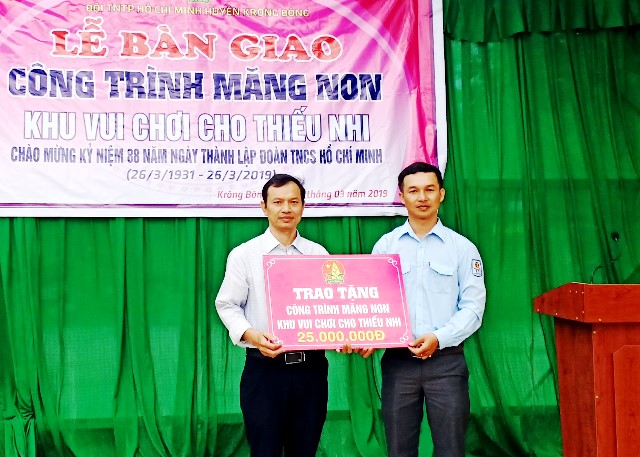 ĐỘI TNTP HỒ CHÍ MINH HUYỆN KRÔNG BÔNG
LỄ BÀN GIAO
CÔNG TRÌNH MĂNG NON
KHU VUI CHƠI CHO THIẾU NHI
CHÀO MỪNG KỶ NIỆM 38 NĂM NGÀY THÀNH LẬP ĐOÀN TNCS HỒ CHÍ MINH
(26/3/1931 - 26/3/2019)
Krông Bông, tháng 09 năm 2019
TRAO TẶNG
CÔNG TRÌNH MĂNG NON
KHU VUI CHƠI CHO THIẾU NHI
25.000.000Đ